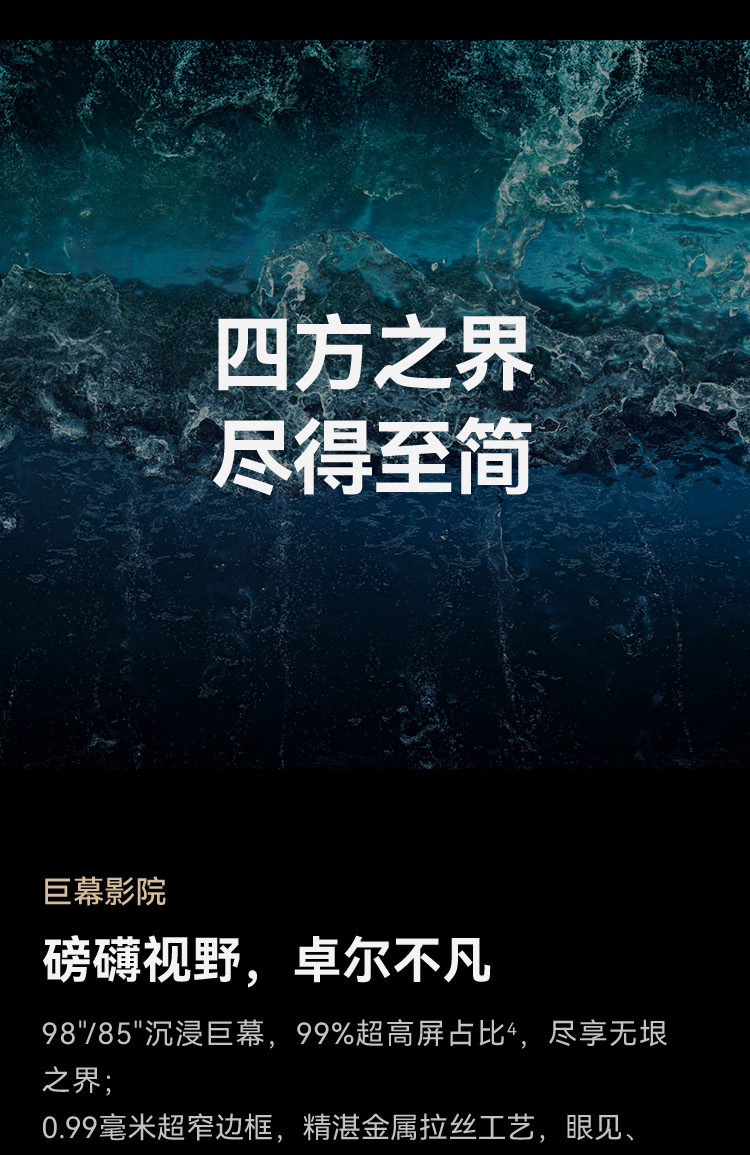 四方之界
尽得至简
巨幕影院
磅礴视野，卓尔不凡
98"/85"沉浸巨幕，99%超高屏占比⁴，尽享无垠
之界；
0.99毫米超窄边框，精湛金属拉丝工艺，眼见、